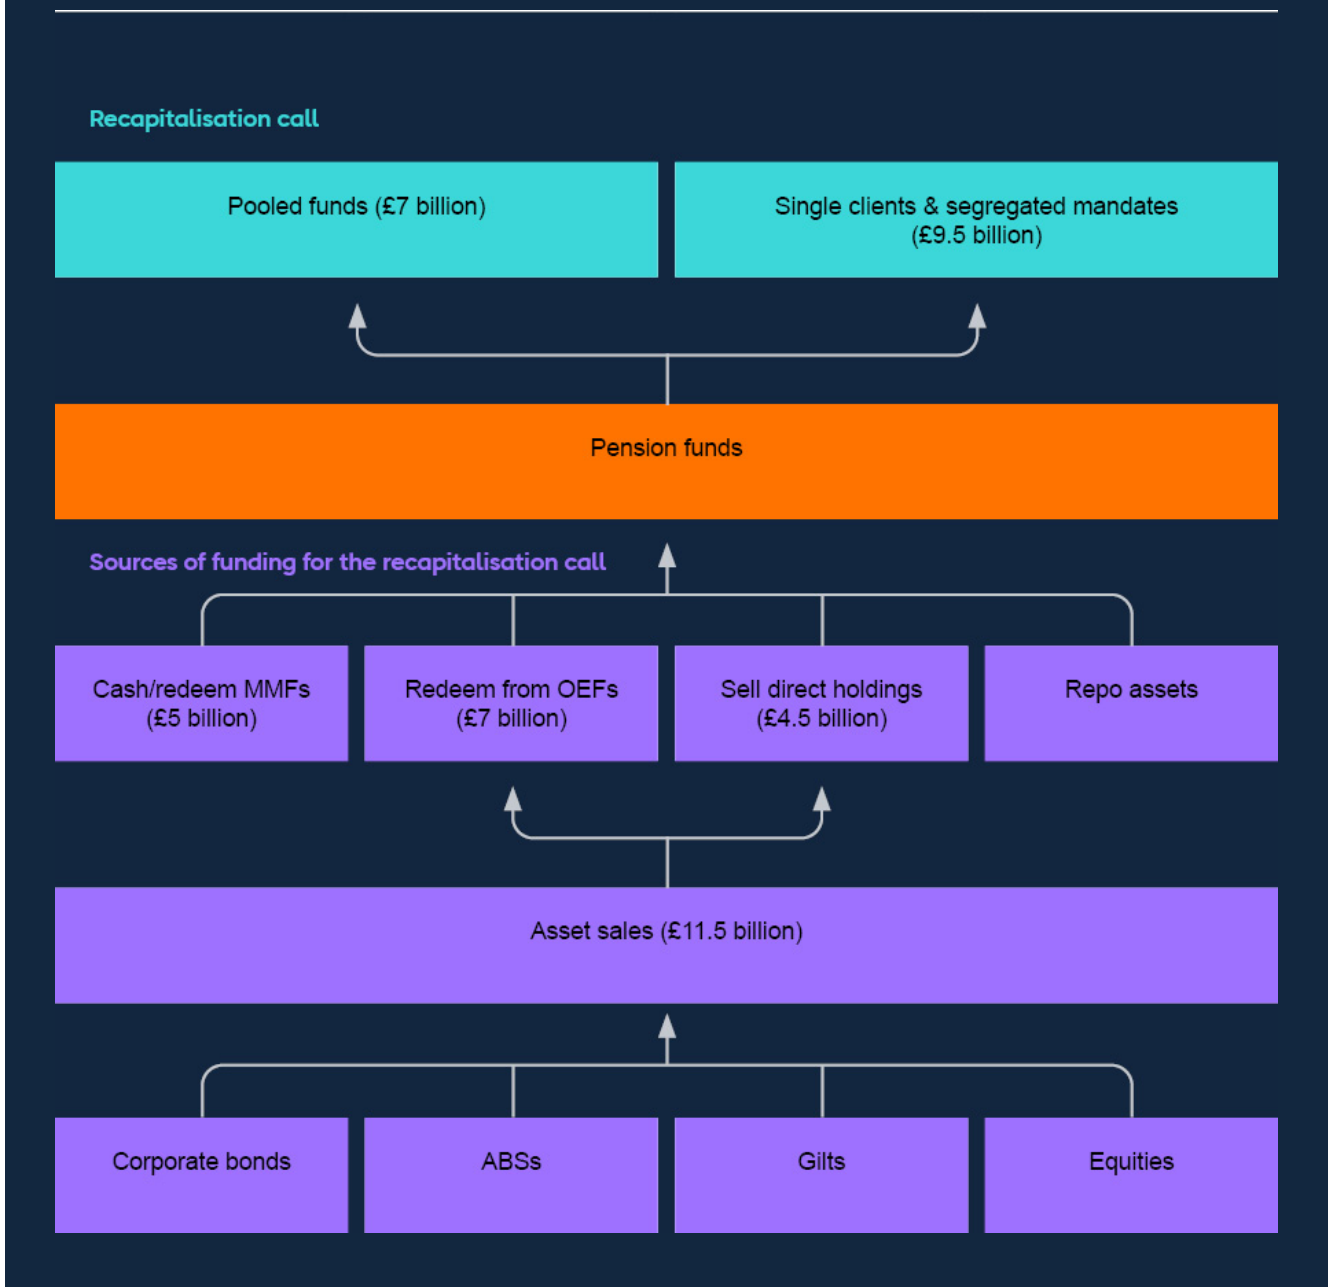 Recapitalisation call
Pooled funds (£7 billion)
Single clients & segregated mandates
(£9.5 billion)
Pension funds
Sources of funding for the recapitalisation call
Cash/redeem MMFs
(£5 billion)
Redeem from OEFs
(£7 billion)
Sell direct holdings
(£4.5 billion)
Repo assets
Asset sales (£11.5 billion)
Corporate bonds
ABSs
Gilts
Equities